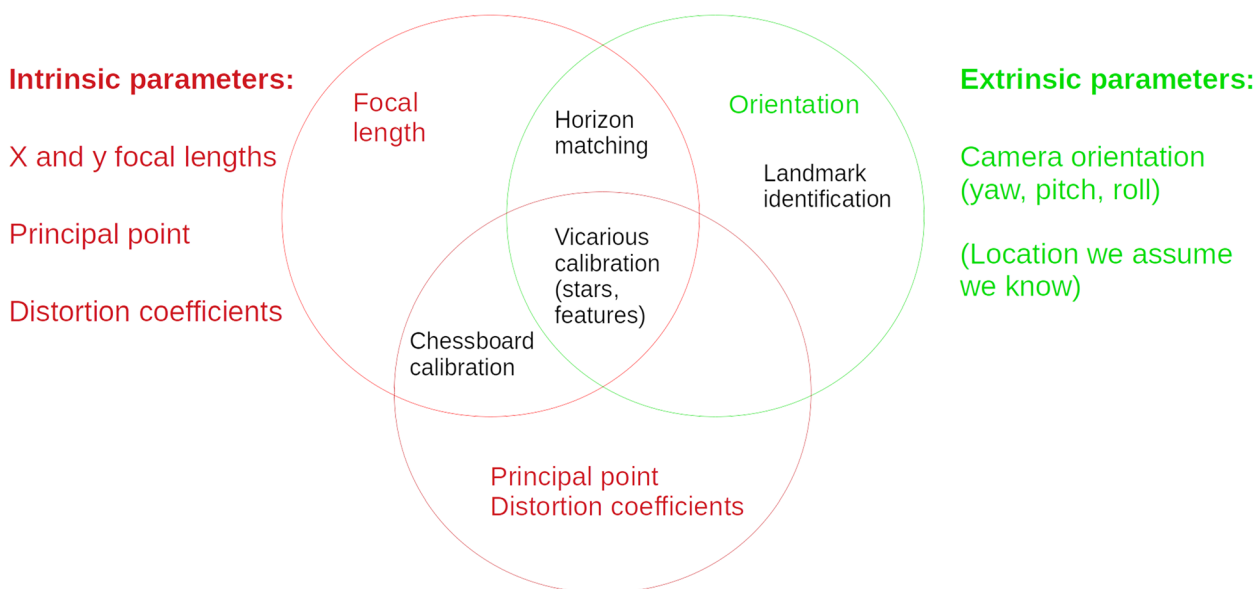 Intrinsic parameters:
X and y focal lengths
Principal point
Distortion coefficients
Focal
length
Horizon
matching
Orientation
Landmark
identification
Vicarious
calibration
(stars,
features)
Chessboard
calibration
Principal point
Distortion coefficients
Extrinsic parameters:
Camera orientation
(yaw, pitch, roll)
(Location we assume
we know)